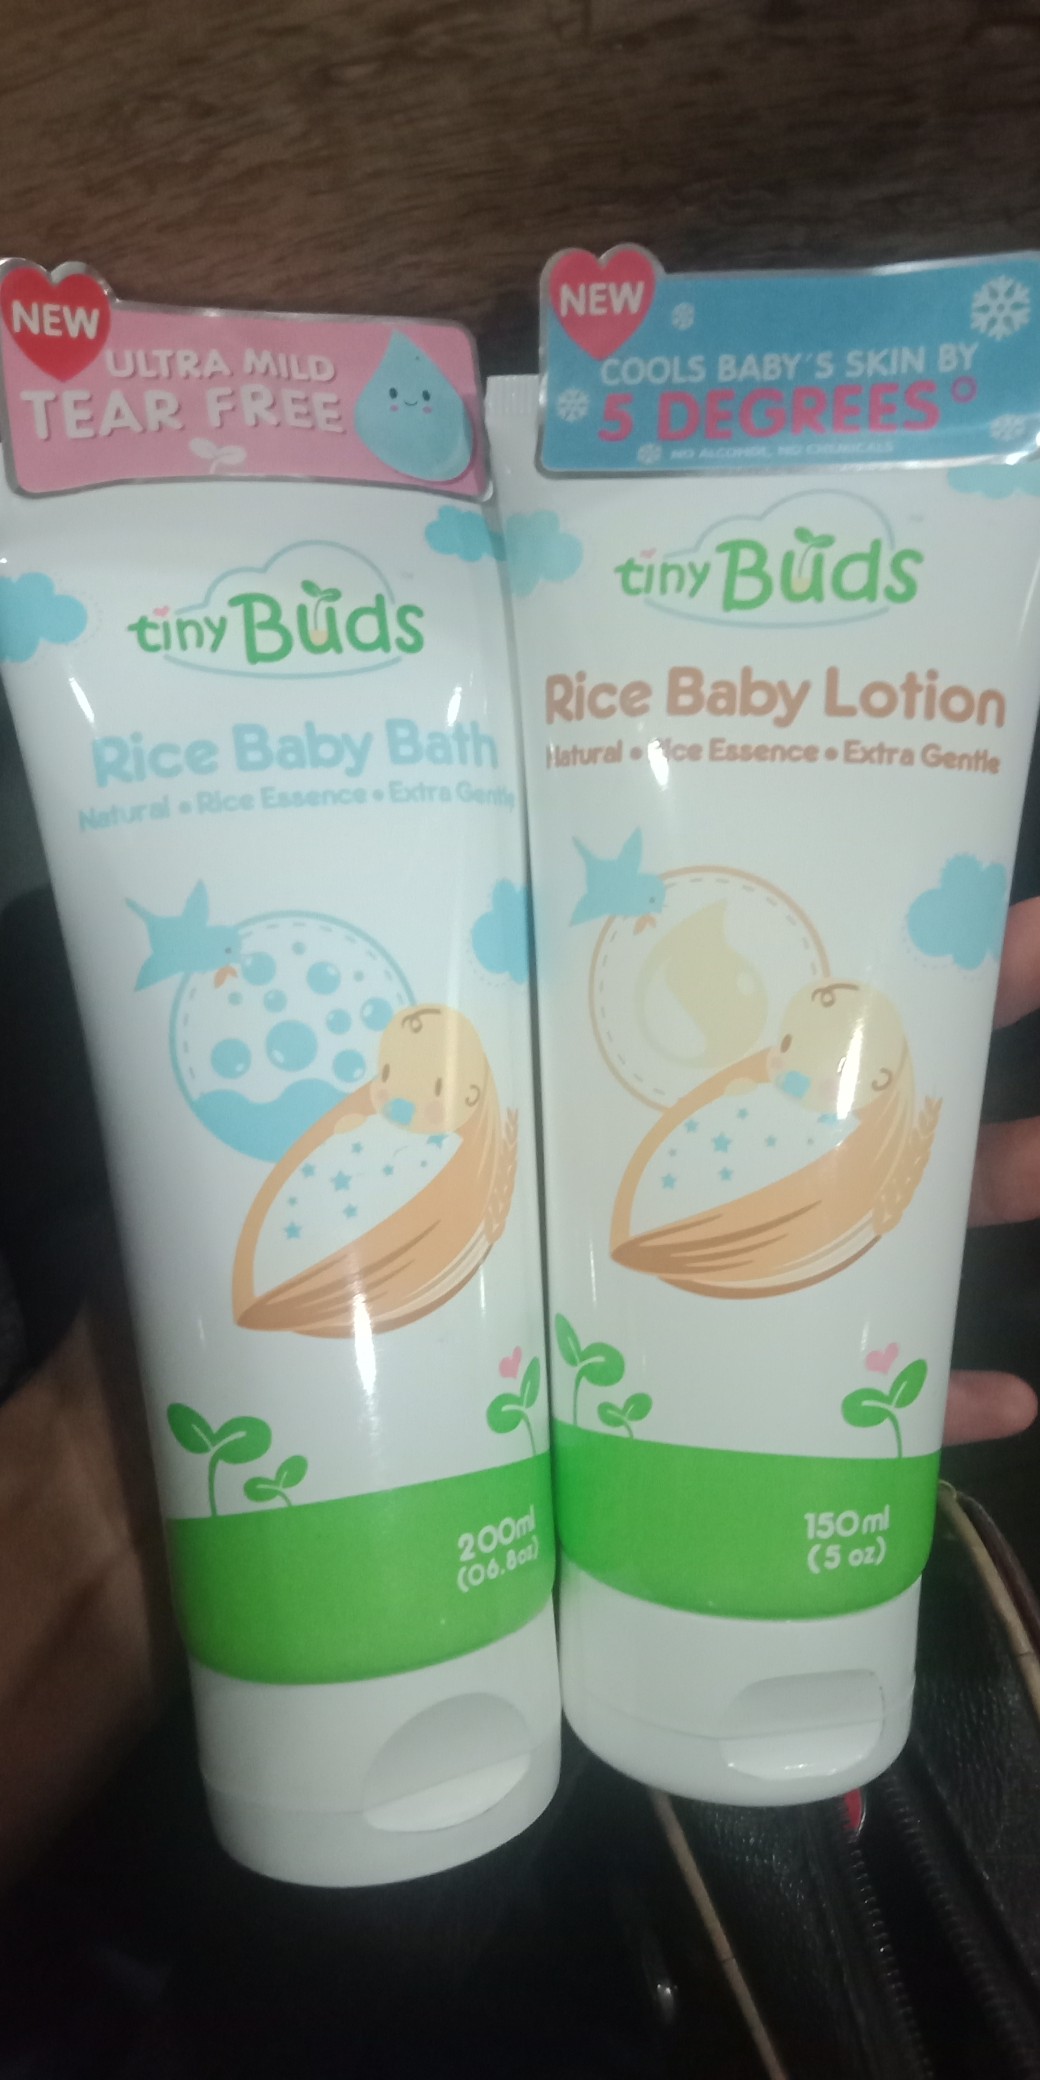 NEW
ULTRA MILD
TEAR FREE
tiny Buds
Rice Baby Bath
Natural • Rice Essence • Extra Gentle
200ml
(06.8oz)
NEW
COOLS BABY'S SKIN BY
5 DEGREES°
NO ALCOHOL, NO CHEMICALS
tiny Buds
Rice Baby Lotion
Natural • Rice Essence • Extra Gentle
150ml
(5 oz)